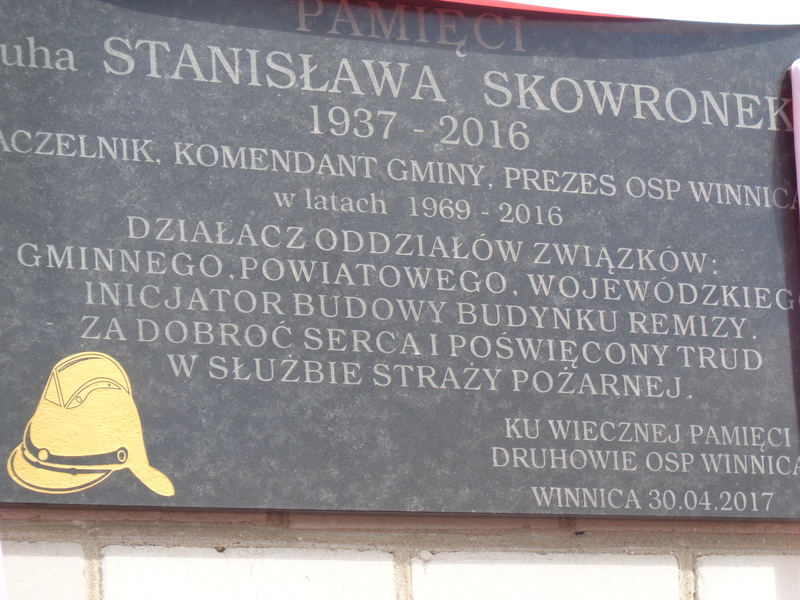 PAMIĘCI
uha STANISŁAWA SKOWRONEK
1937 - 2016
ACZELNIK, KOMENDANT GMINY, PREZES OSP WINNICA
w latach 1969 - 2016
DZIAŁACZ ODDZIAŁÓW ZWIĄZKÓW:
GMINNEGO, POWIATOWEGO, WOJEWÓDZKIEG
INICJATOR BUDOWY BUDYNKU REMIZY.
ZA DOBROĆ SERCA I POŚWIĘCONY TRUD
W SŁUŻBIE STRAŻY POŻARNEJ.
KU WIECZNEJ PAMIĘCI
DRUHOWIE OSP WINNICA
WINNICA 30.04.2017